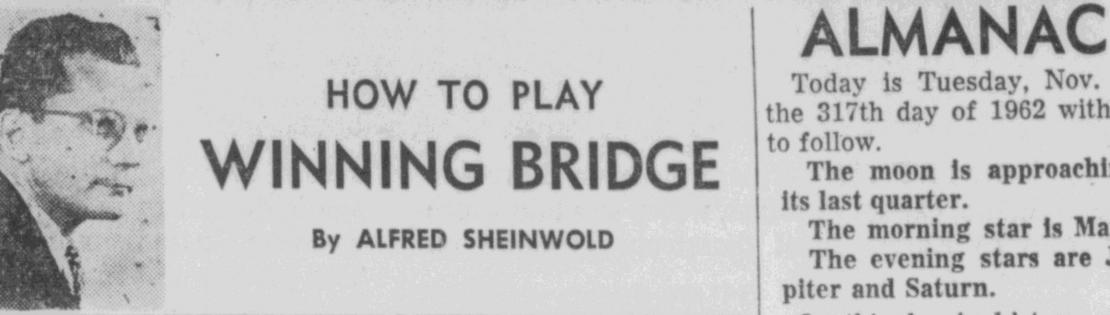 HOW TO PLAY
WINNING BRIDGE
By ALFRED SHEINWOLD
ALMANAC
Today is Tuesday, Nov.
the 317th day of 1962 with
to follow.
The moon is approachi
its last quarter.
The morning star is Ma
The evening stars are J
piter and Saturn.